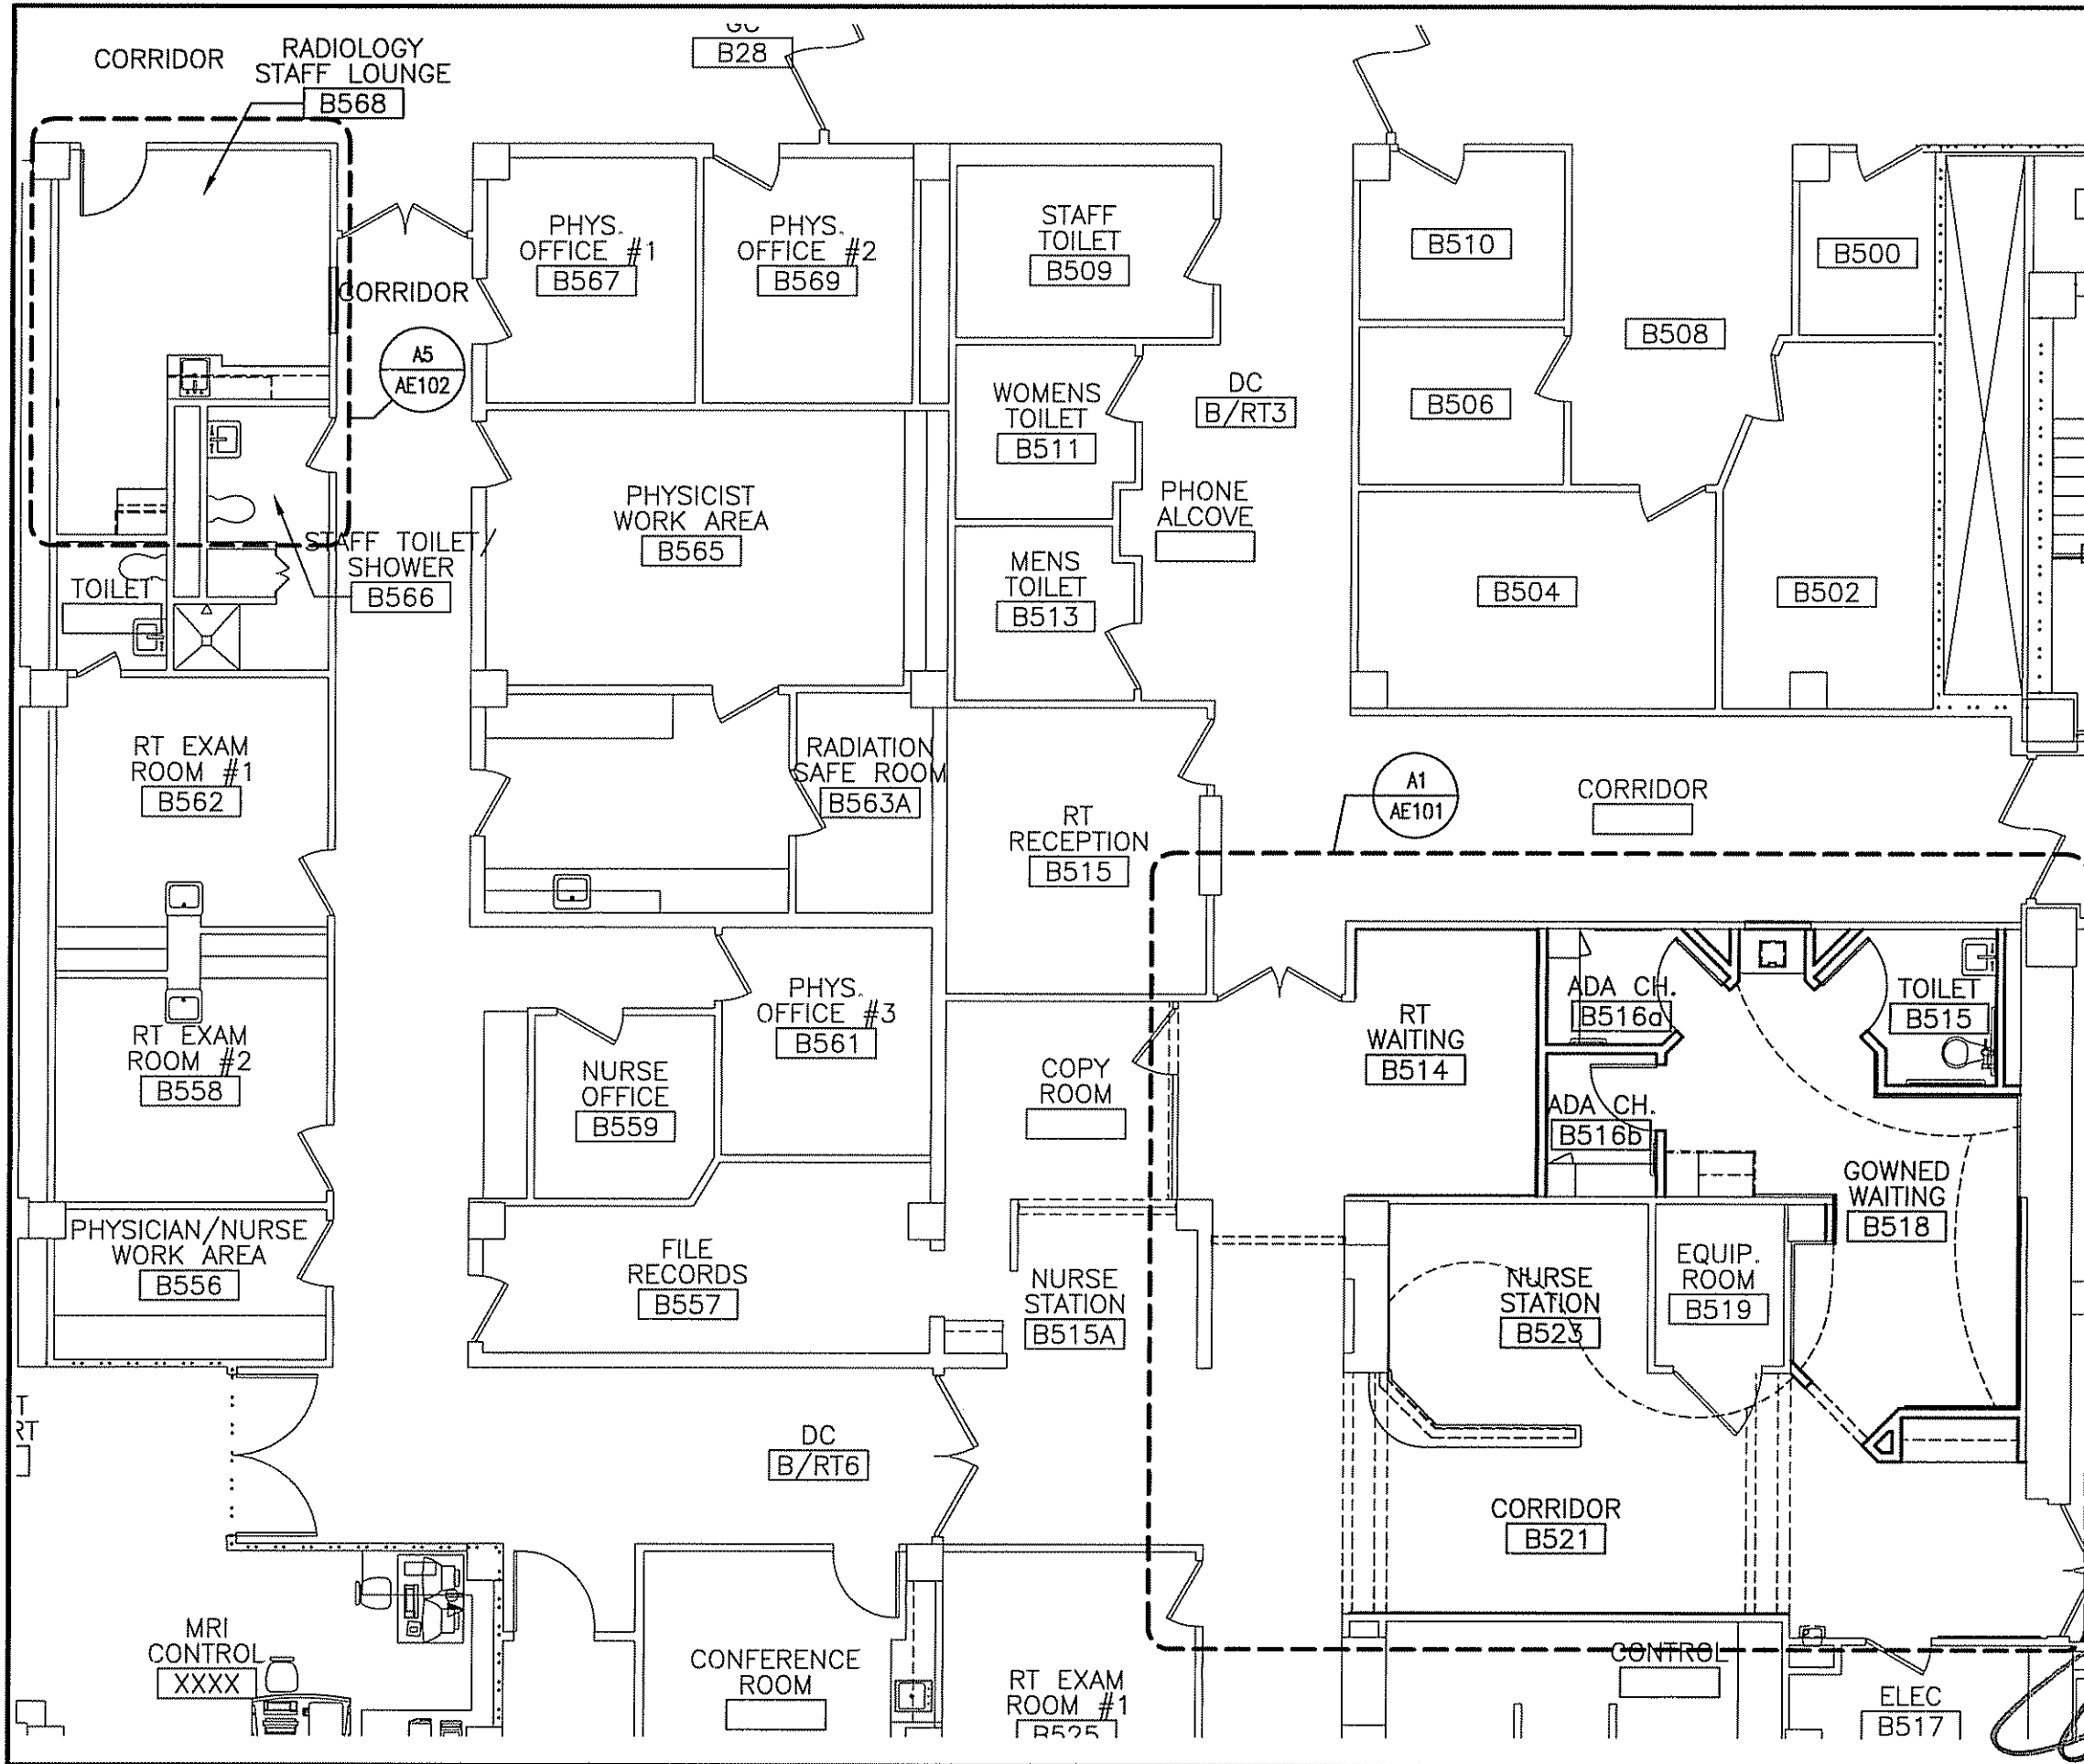 CORRIDOR
RADIOLOGY
STAFF LOUNGE
B568
B28
PHYS.
OFFICE #1
B567
PHYS.
OFFICE #2
B569
STAFF
TOILET
B509
B510
B500
CORRIDOR
A5
AE102
B508
WOMENS
TOILET
B511
DC
B/RT3
B506
PHYSICIST
WORK AREA
B565
PHONE
ALCOVE
STAFF TOILET/
SHOWER
B566
TOILET
MENS
TOILET
B513
B504
B502
RT EXAM
ROOM #1
B562
RADIATION
SAFE ROOM
B563A
RT
RECEPTION
B515
A1
AE101
CORRIDOR
RT EXAM
ROOM #2
B558
PHYS.
OFFICE #3
B561
NURSE
OFFICE
B559
COPY
ROOM
RT
WAITING
B514
ADA CH.
B516a
TOILET
B515
ADA CH.
B516b
GOWNED
WAITING
B518
PHYSICIAN/NURSE
WORK AREA
B556
FILE
RECORDS
B557
NURSE
STATION
B515A
NURSE
STATION
B523
EQUIP.
ROOM
B519
T
RT
DC
B/RT6
CORRIDOR
B521
MRI
CONTROL
XXXX
CONFERENCE
ROOM
RT EXAM
ROOM #1
B525
CONTROL
ELEC
B517